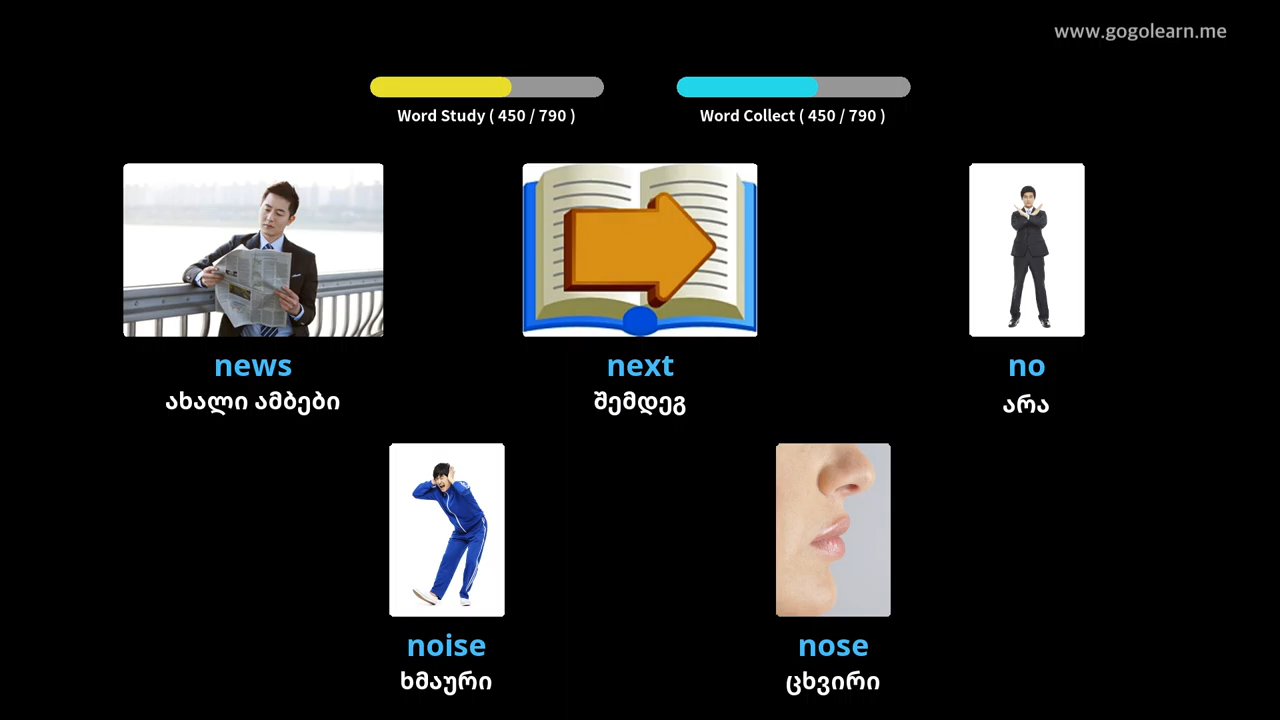 www.gogolearn.me
Word Study ( 450 / 790 )
Word Collect ( 450 / 790 )
news
ახალი ამბები
next
შემდეგ
no
არა
noise
ხმაური
nose
ცხვირი